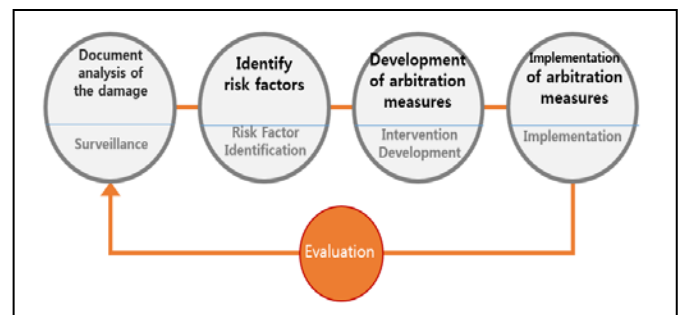 Document
analysis of
the damage
Surveillance
Identify
risk factors
Risk Factor
Identification
Development
of arbitration
measures
Intervention
Development
Implementation
of arbitration
measures
Implementation
Evaluation